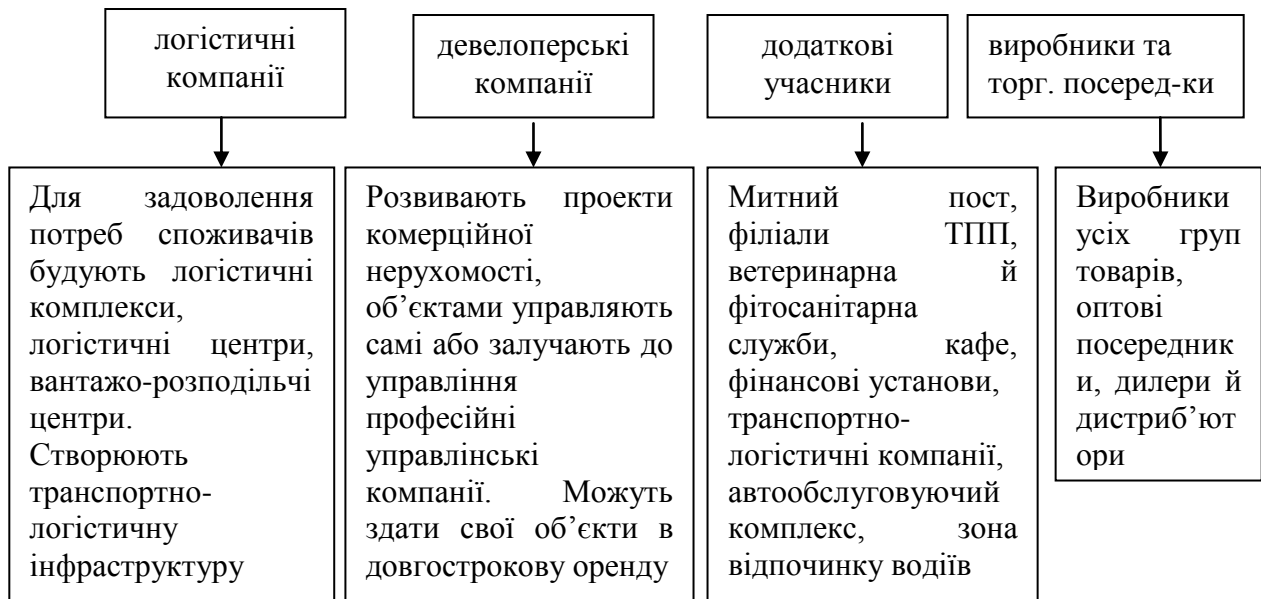 логістичні
компанії
девелоперські
компанії
додаткові
учасники
виробники та
торг. посеред-ки
Для задоволення
потреб споживачів
будують логістичні
комплекси,
логістичні центри,
вантажо-розподільчі
центри.
Створюють
транспортно-
логістичну
інфраструктуру
Розвивають проекти
комерційної
нерухомості,
об’єктами управляють
самі або залучають до
управління
професійні
управлінські
компанії. Можуть
здати свої об’єкти в
довгострокову оренду
Митний пост,
філіали ТПП,
ветеринарна й
фітосанітарна
служби, кафе,
фінансові установи,
транспортно-
логістичні компанії,
автообслуговуючий
комплекс, зона
відпочинку водіїв
Виробники
усіх груп
товарів,
оптові
посередник
и, дилери й
дистриб’ют
ори